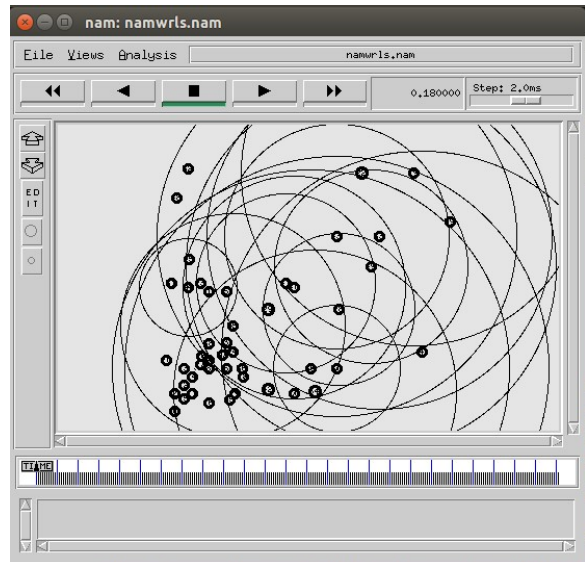 nam: namwrls.nam
File Views Analysis namwrls.nam
0.180000 Step: 2.0ms
ED
IT
TIME